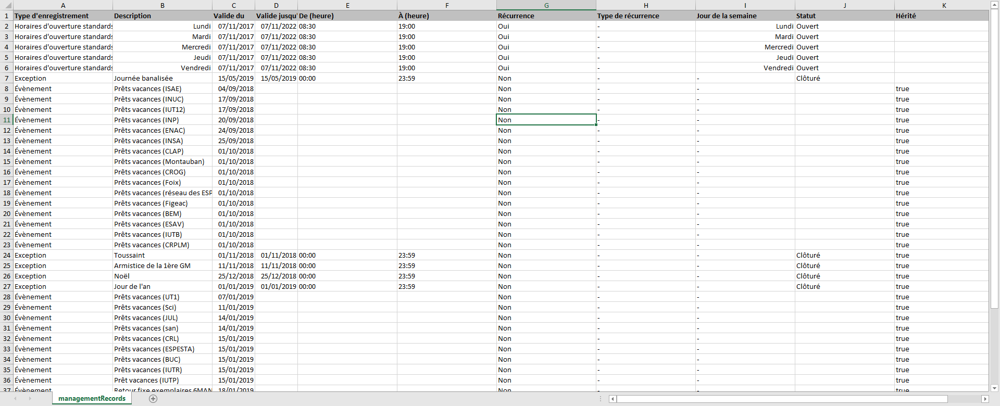 A B C D E F G H I J K
1 Type d'enregistrement Description Valide du Valide jusqu' De (heure) À (heure) Récurrence Type de récurrence Jour de la semaine Statut Hérité
2 Horaires d'ouverture standards Lundi 07/11/2017 07/11/2022 08:30 19:00 Oui - Lundi Ouvert
3 Horaires d'ouverture standards Mardi 07/11/2017 07/11/2022 08:30 19:00 Oui - Mardi Ouvert
4 Horaires d'ouverture standards Mercredi 07/11/2017 07/11/2022 08:30 19:00 Oui - Mercredi Ouvert
5 Horaires d'ouverture standards Jeudi 07/11/2017 07/11/2022 08:30 19:00 Oui - Jeudi Ouvert
6 Horaires d'ouverture standards Vendredi 07/11/2017 07/11/2022 08:30 19:00 Oui - Vendredi Ouvert
7 Exception Journée banalisée 15/05/2019 15/05/2019 00:00 23:59 Non - - Clôturé
8 Évènement Prêts vacances (ISAE) 04/09/2018 Non - - true
9 Évènement Prêts vacances (INUC) 17/09/2018 Non - - true
10 Évènement Prêts vacances (IUT12) 17/09/2018 Non - - true
11 Évènement Prêts vacances (INP) 20/09/2018 Non - - true
12 Évènement Prêts vacances (ENAC) 24/09/2018 Non - - true
13 Évènement Prêts vacances (INSA) 25/09/2018 Non - - true
14 Évènement Prêts vacances (CLAP) 01/10/2018 Non - - true
15 Évènement Prêts vacances (Montauban) 01/10/2018 Non - - true
16 Évènement Prêts vacances (CROG) 01/10/2018 Non - - true
17 Évènement Prêts vacances (Foix) 01/10/2018 Non - - true
18 Évènement Prêts vacances (réseau des ESP 01/10/2018 Non - - true
19 Évènement Prêts vacances (Figeac) 01/10/2018 Non - - true
20 Évènement Prêts vacances (BEM) 01/10/2018 Non - - true
21 Évènement Prêts vacances (ESAV) 01/10/2018 Non - - true
22 Évènement Prêts vacances (IUTB) 01/10/2018 Non - - true
23 Évènement Prêts vacances (CRPLM) 01/10/2018 Non - - true
24 Exception Toussaint 01/11/2018 01/11/2018 00:00 23:59 Non - - Clôturé true
25 Exception Armistice de la 1ère GM 11/11/2018 11/11/2018 00:00 23:59 Non - - Clôturé true
26 Exception Noël 25/12/2018 25/12/2018 00:00 23:59 Non - - Clôturé true
27 Exception Jour de l'an 01/01/2019 01/01/2019 00:00 23:59 Non - - Clôturé true
28 Évènement Prêts vacances (UT1) 07/01/2019 Non - - true
29 Évènement Prêts vacances (Sci) 11/01/2019 Non - - true
30 Évènement Prêts vacances (JUL) 14/01/2019 Non - - true
31 Évènement Prêts vacances (san) 14/01/2019 Non - - true
32 Évènement Prêts vacances (CRL) 15/01/2019 Non - - true
33 Évènement Prêts vacances (ESPESTA) 15/01/2019 Non - - true
34 Évènement Prêts vacances (BUC) 15/01/2019 Non - - true
35 Évènement Prêts vacances (IUTR) 15/01/2019 Non - - true
36 Évènement Prêt vacances (IUTP) 15/01/2019 Non - - true
37 Évènement Retour fixe exemplaires 6MAN 18/01/2019 Non - - true
managementRecords